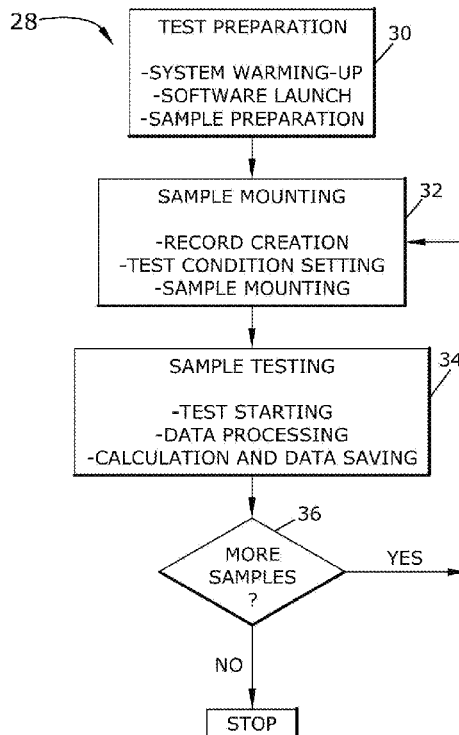 28
TEST PREPARATION
30
-SYSTEM WARMING-UP
-SOFTWARE LAUNCH
-SAMPLE PREPARATION
SAMPLE MOUNTING
32
-RECORD CREATION
-TEST CONDITION SETTING
-SAMPLE MOUNTING
SAMPLE TESTING
34
-TEST STARTING
-DATA PROCESSING
-CALCULATION AND DATA SAVING
36
MORE
SAMPLES
?
YES
NO
STOP